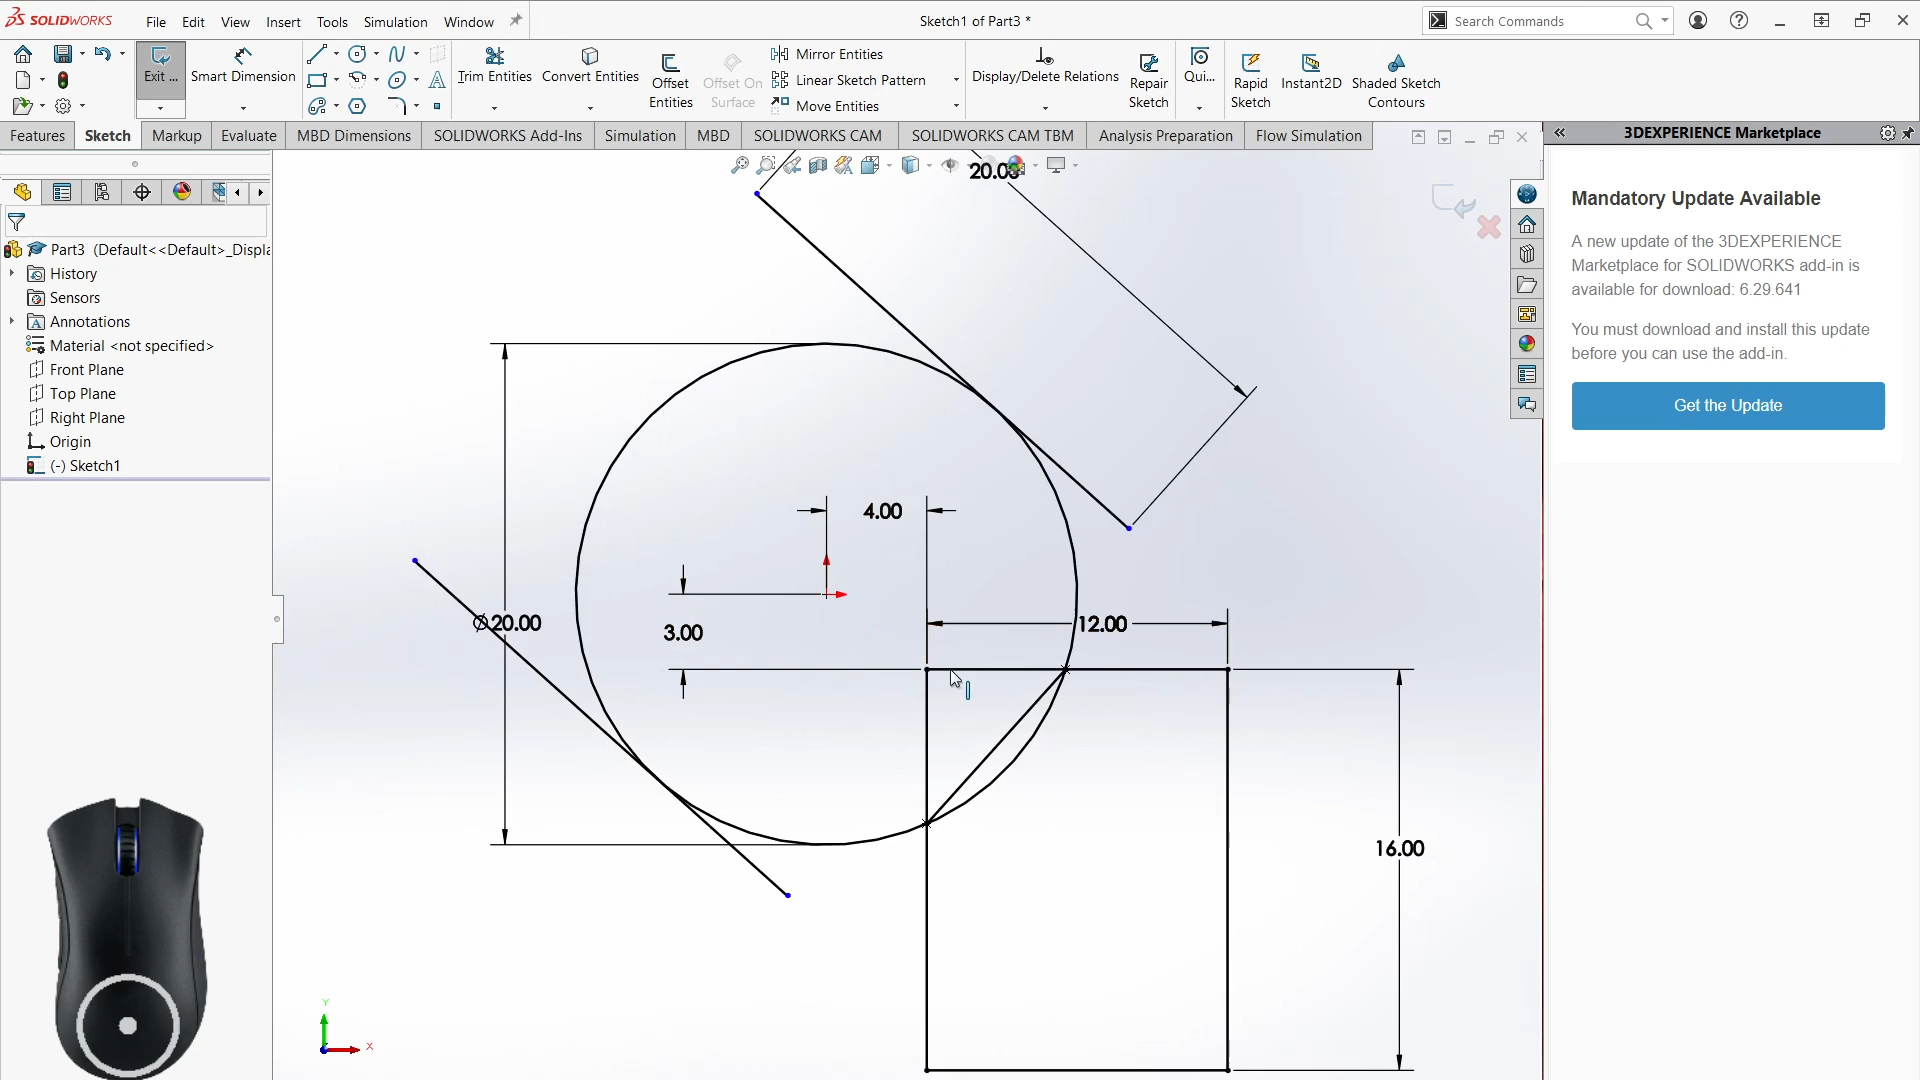 SOLIDWORKS
File Edit View Insert Tools Simulation Window
Sketch1 of Part3 *
Search Commands
Exit ...
Smart Dimension
Trim Entities
Convert Entities
Offset Entities
Offset On Surface
Mirror Entities
Linear Sketch Pattern
Move Entities
Display/Delete Relations
Repair Sketch
Qui...
Rapid Sketch
Instant2D
Shaded Sketch Contours
Features Sketch Markup Evaluate MBD Dimensions SOLIDWORKS Add-Ins Simulation MBD SOLIDWORKS CAM SOLIDWORKS CAM TBM Analysis Preparation Flow Simulation
3DEXPERIENCE Marketplace
Mandatory Update Available
A new update of the 3DEXPERIENCE
Marketplace for SOLIDWORKS add-in is
available for download: 6.29.641
You must download and install this update
before you can use the add-in.
Get the Update
Part3 (Default<<Default>_Displa
History
Sensors
Annotations
Material <not specified>
Front Plane
Top Plane
Right Plane
Origin
(-) Sketch1
4.00
⌀20.00
3.00
12.00
16.00
Y
X